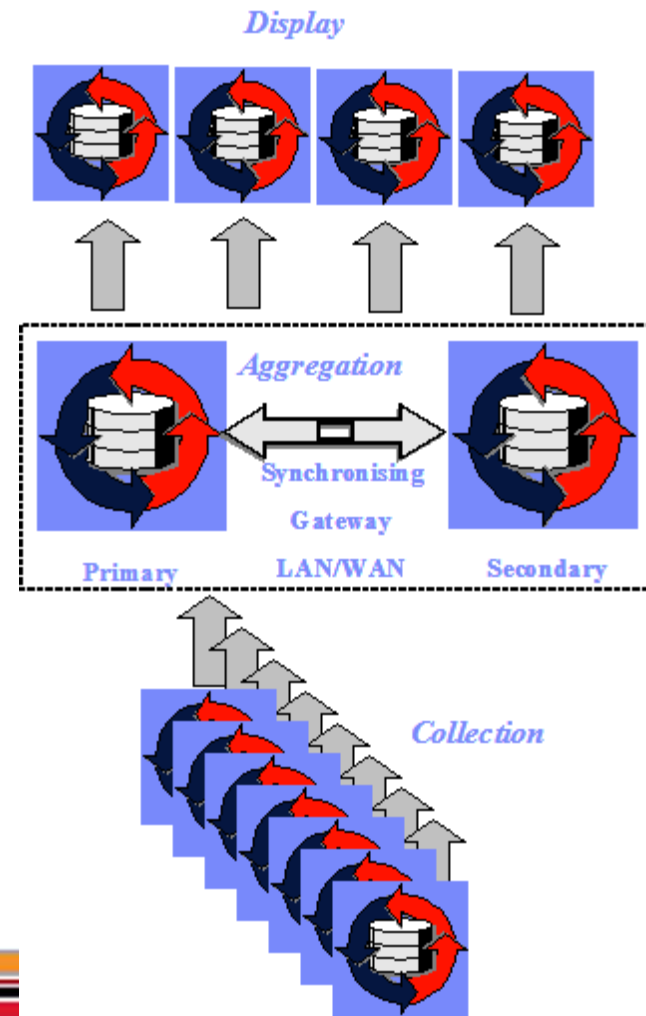 Display
Aggregation
Synchronising
Gateway
LAN/WAN
Primary
Secondary
Collection